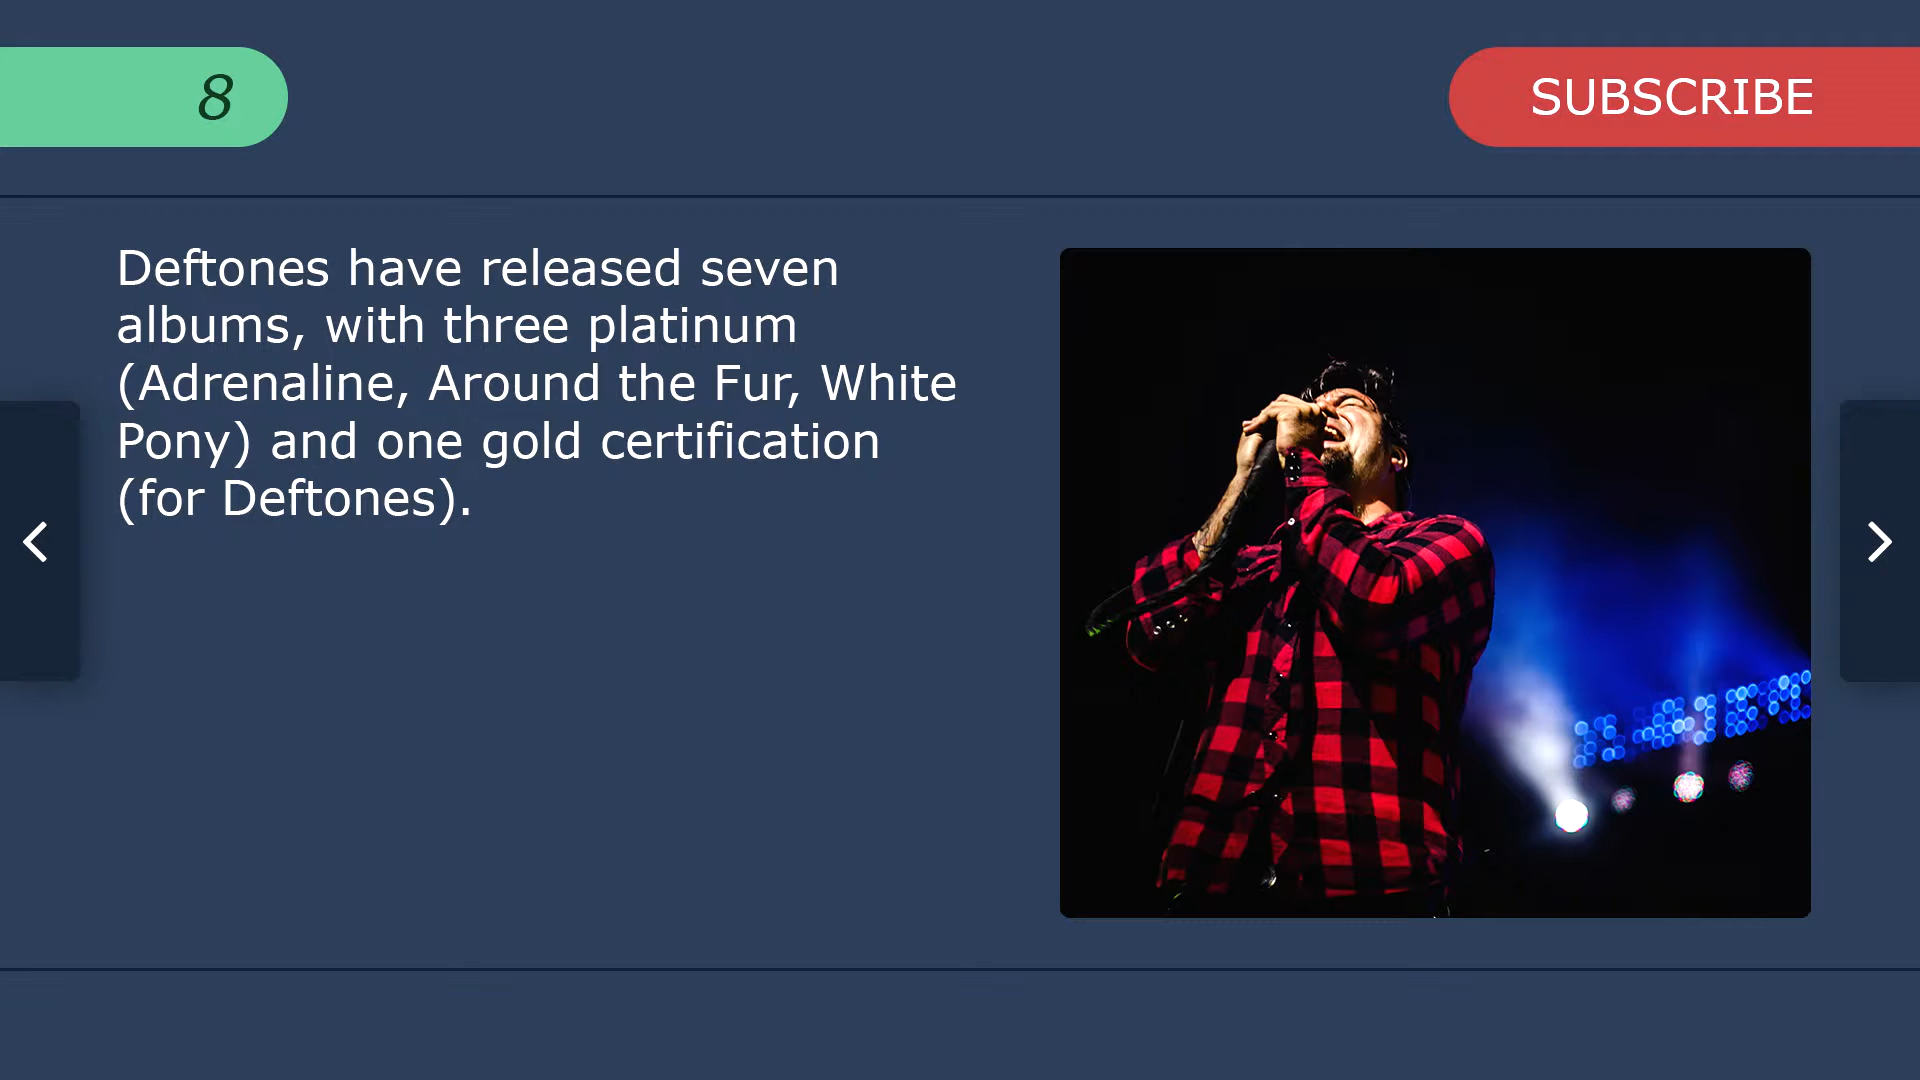 8
SUBSCRIBE
Deftones have released seven
albums, with three platinum
(Adrenaline, Around the Fur, White
Pony) and one gold certification
(for Deftones).